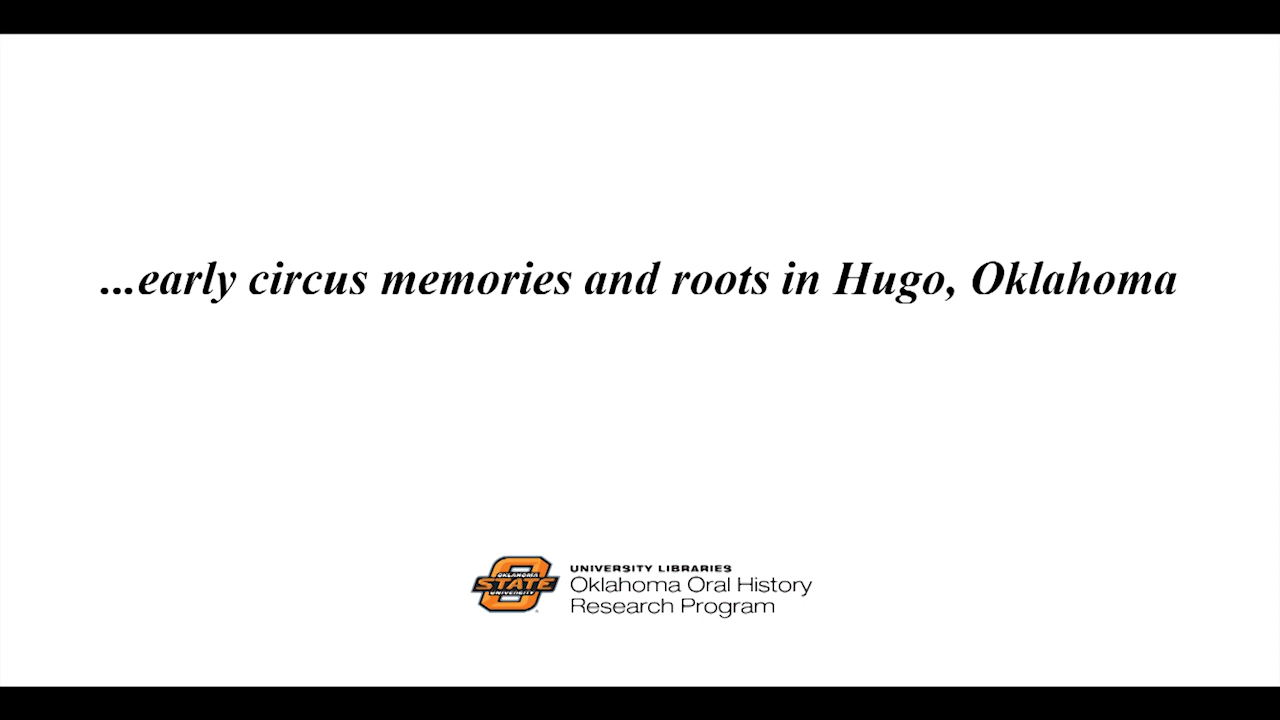 ...early circus memories and roots in Hugo, Oklahoma
OKLAHOMA
STATE
UNIVERSITY
UNIVERSITY LIBRARIES
Oklahoma Oral History
Research Program